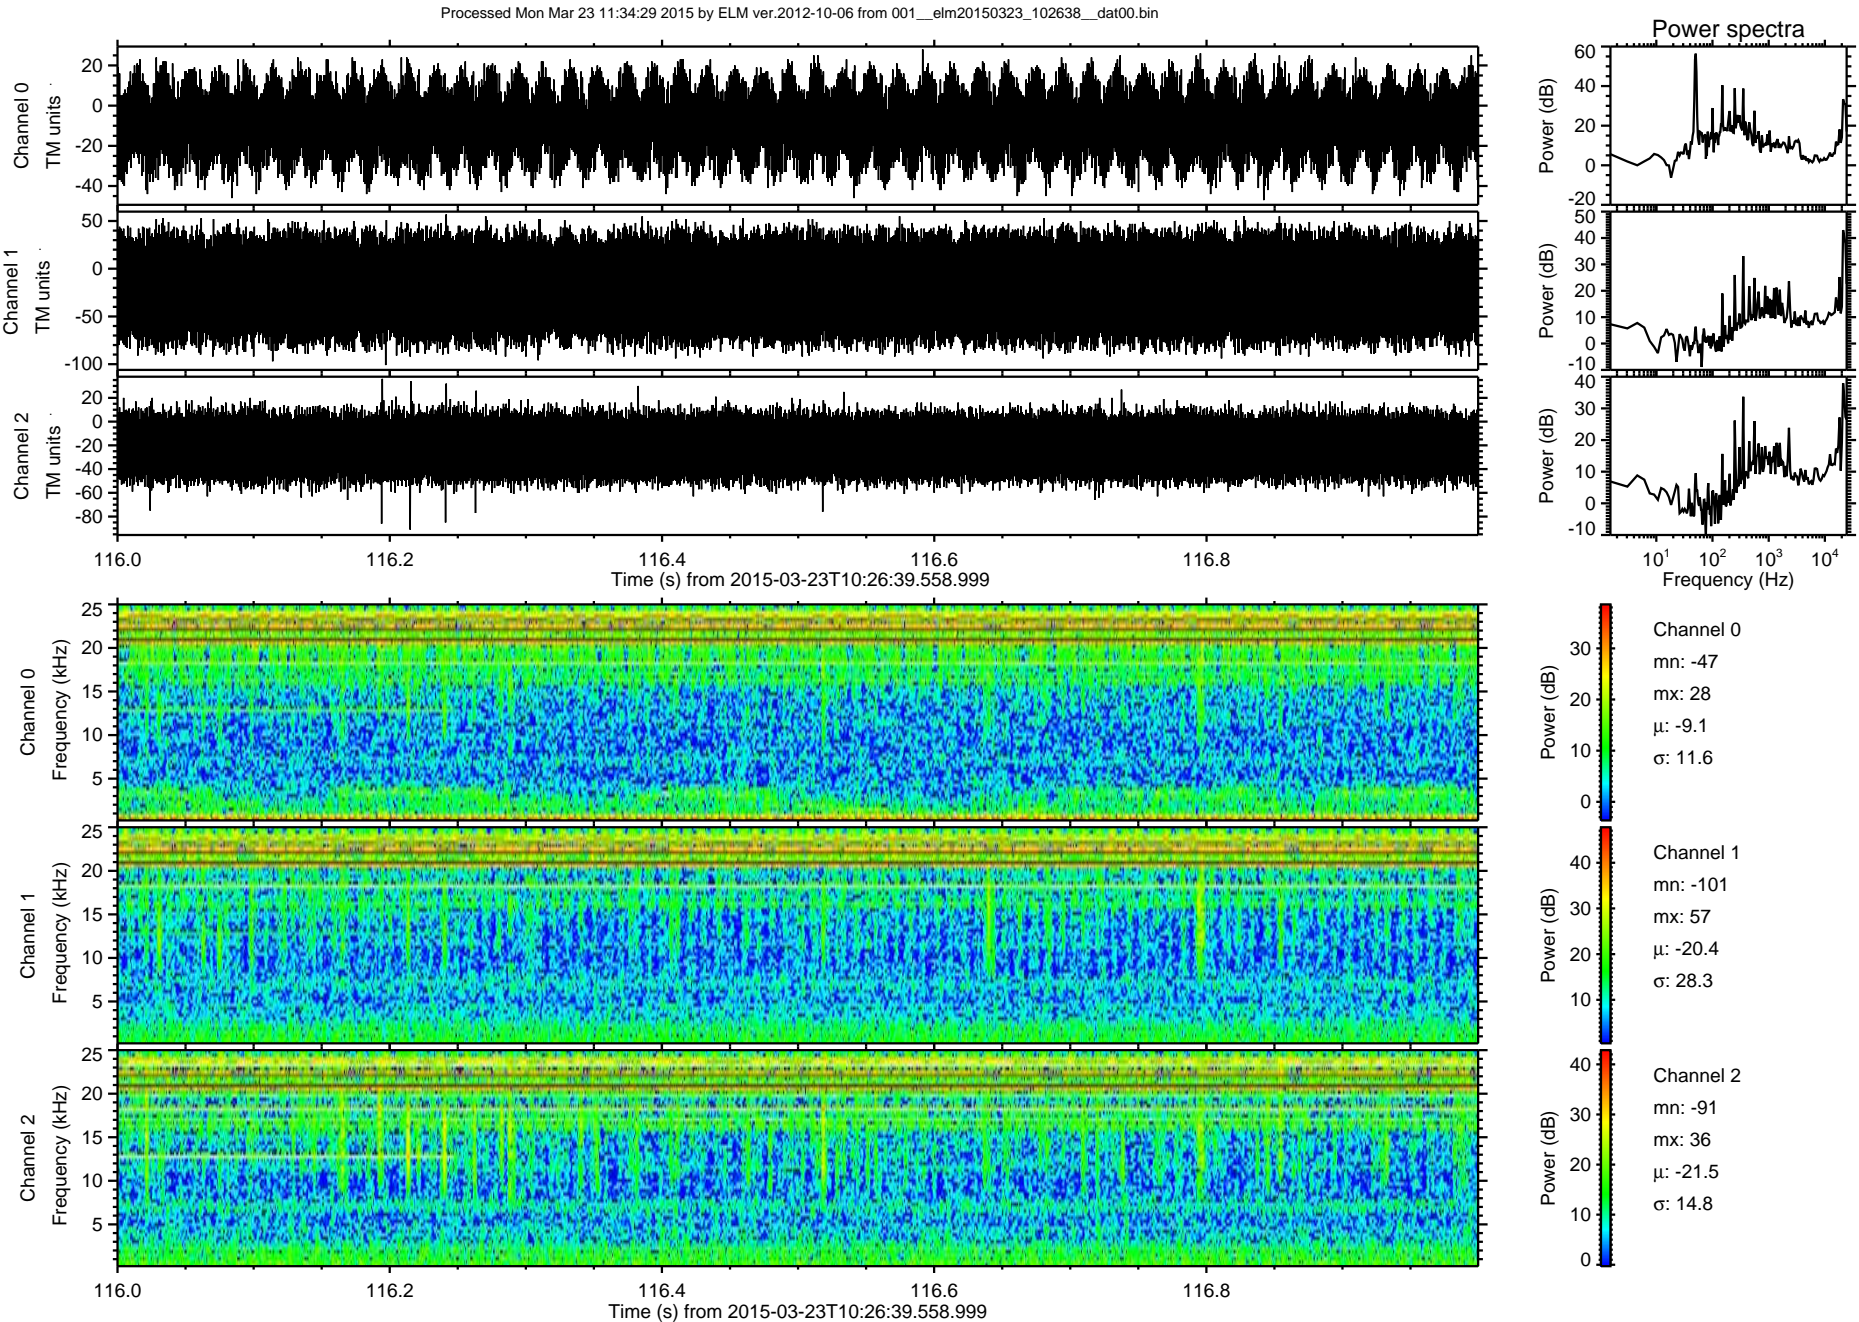 Processed Mon Mar 23 11:34:29 2015 by ELM ver.2012-10-06 from 001__elm20150323_102638__dat00.bin
Power spectra
Channel 0
TM units
20
0
-20
-40
Power (dB)
60
40
20
0
-20
Channel 1
TM units
50
0
-50
-100
Power (dB)
50
40
30
20
10
0
-10
Channel 2
TM units
20
0
-20
-40
-60
-80
Power (dB)
40
30
20
10
0
-10
116.0 116.2 116.4 116.6 116.8
Time (s) from 2015-03-23T10:26:39.558.999
10^1 10^2 10^3 10^4
Frequency (Hz)
Channel 0
Frequency (kHz)
25
20
15
10
5
Power (dB)
30
20
10
0
Channel 0
mn: -47
mx: 28
μ: -9.1
σ: 11.6
Channel 1
Frequency (kHz)
25
20
15
10
5
Power (dB)
40
30
20
10
Channel 1
mn: -101
mx: 57
μ: -20.4
σ: 28.3
Channel 2
Frequency (kHz)
25
20
15
10
5
Power (dB)
40
30
20
10
0
Channel 2
mn: -91
mx: 36
μ: -21.5
σ: 14.8
116.0 116.2 116.4 116.6 116.8
Time (s) from 2015-03-23T10:26:39.558.999